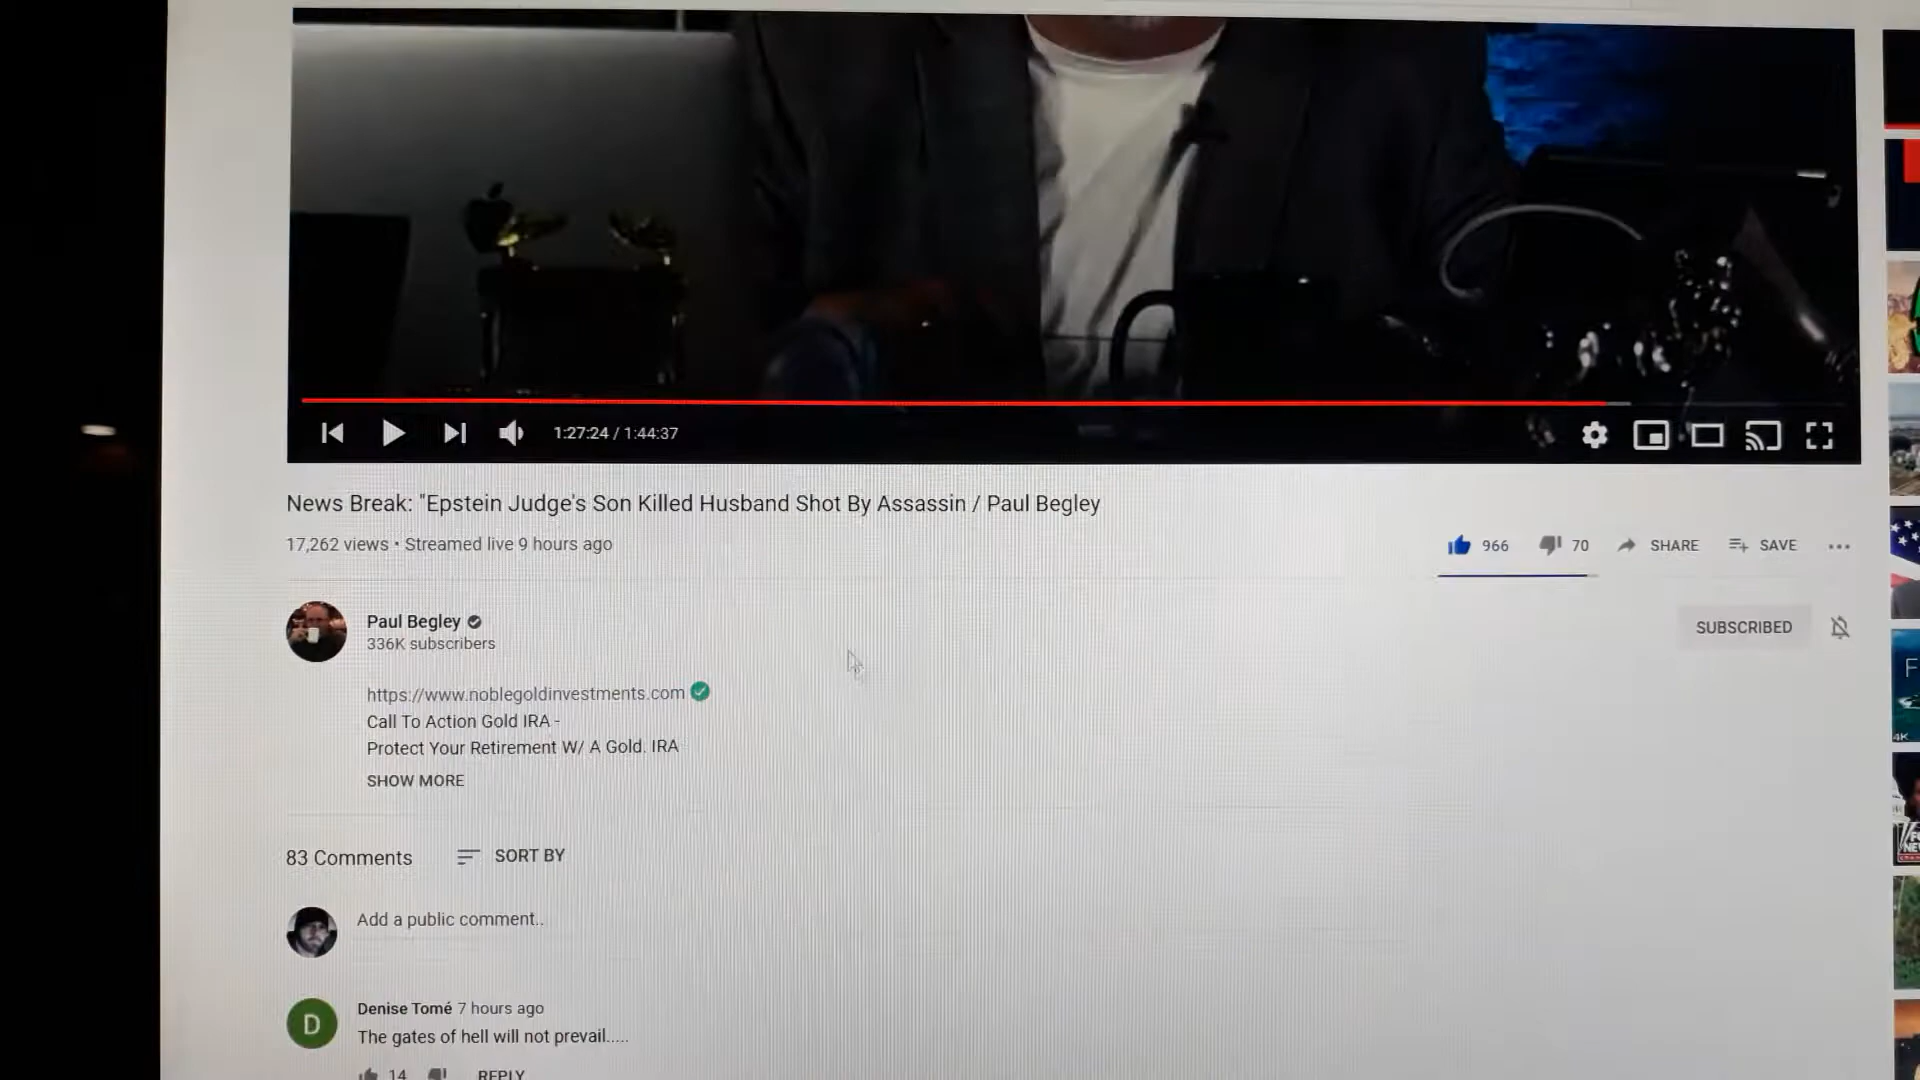 1:27:24 / 1:44:37
News Break: "Epstein Judge's Son Killed Husband Shot By Assassin / Paul Begley
17,262 views • Streamed live 9 hours ago
966
70
SHARE
SAVE
Paul Begley
336K subscribers
SUBSCRIBED
https://www.noblegoldinvestments.com
Call To Action Gold IRA -
Protect Your Retirement W/ A Gold. IRA
SHOW MORE
83 Comments
SORT BY
Add a public comment..
D
Denise Tomé 7 hours ago
The gates of hell will not prevail.....
14
REPLY
F
4K